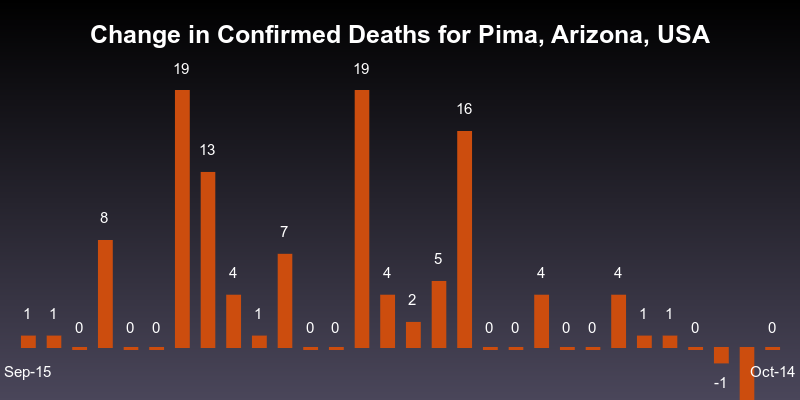 Change in Confirmed Deaths for Pima, Arizona, USA
1 1 0 8 0 0 19 13 4 1 7 0 0 19 4 2 5 16 0 0 4 0 0 4 1 1 0 -1 0
Sep-15 Oct-14